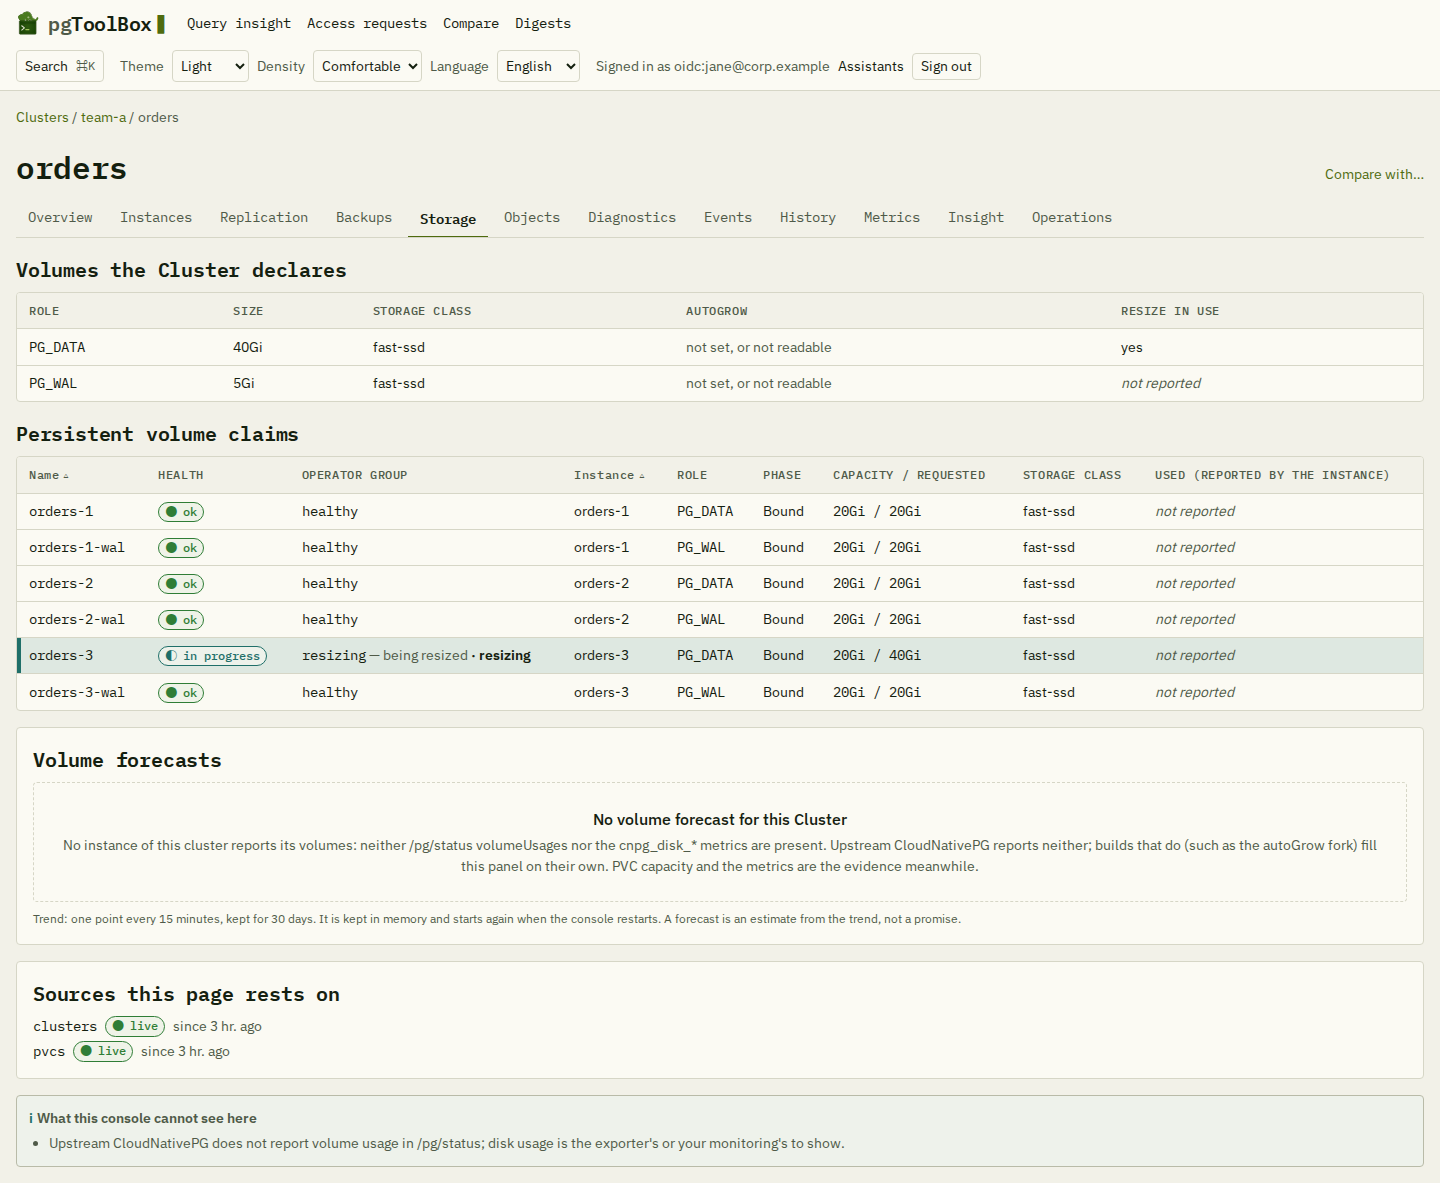 pgToolBox Query insight Access requests Compare Digests
Search ⌘K Theme Light Density Comfortable Language English Signed in as oidc:jane@corp.example Assistants Sign out
Clusters / team-a / orders
orders
Compare with...
Overview Instances Replication Backups Storage Objects Diagnostics Events History Metrics Insight Operations
Volumes the Cluster declares
ROLE SIZE STORAGE CLASS AUTOGROW RESIZE IN USE
PG_DATA 40Gi fast-ssd not set, or not readable yes
PG_WAL 5Gi fast-ssd not set, or not readable not reported
Persistent volume claims
Name HEALTH OPERATOR GROUP Instance ROLE PHASE CAPACITY / REQUESTED STORAGE CLASS USED (REPORTED BY THE INSTANCE)
orders-1 ok healthy orders-1 PG_DATA Bound 20Gi / 20Gi fast-ssd not reported
orders-1-wal ok healthy orders-1 PG_WAL Bound 20Gi / 20Gi fast-ssd not reported
orders-2 ok healthy orders-2 PG_DATA Bound 20Gi / 20Gi fast-ssd not reported
orders-2-wal ok healthy orders-2 PG_WAL Bound 20Gi / 20Gi fast-ssd not reported
orders-3 in progress resizing — being resized · resizing orders-3 PG_DATA Bound 20Gi / 40Gi fast-ssd not reported
orders-3-wal ok healthy orders-3 PG_WAL Bound 20Gi / 20Gi fast-ssd not reported
Volume forecasts
No volume forecast for this Cluster
No instance of this cluster reports its volumes: neither /pg/status volumeUsages nor the cnpg_disk_* metrics are present. Upstream CloudNativePG reports neither; builds that do (such as the autoGrow fork) fill
this panel on their own. PVC capacity and the metrics are the evidence meanwhile.
Trend: one point every 15 minutes, kept for 30 days. It is kept in memory and starts again when the console restarts. A forecast is an estimate from the trend, not a promise.
Sources this page rests on
clusters live since 3 hr. ago
pvcs live since 3 hr. ago
i What this console cannot see here
• Upstream CloudNativePG does not report volume usage in /pg/status; disk usage is the exporter's or your monitoring's to show.